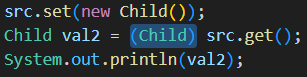 src.set(new Child());
Child val2 = (Child) src.get();
System.out.println(val2);